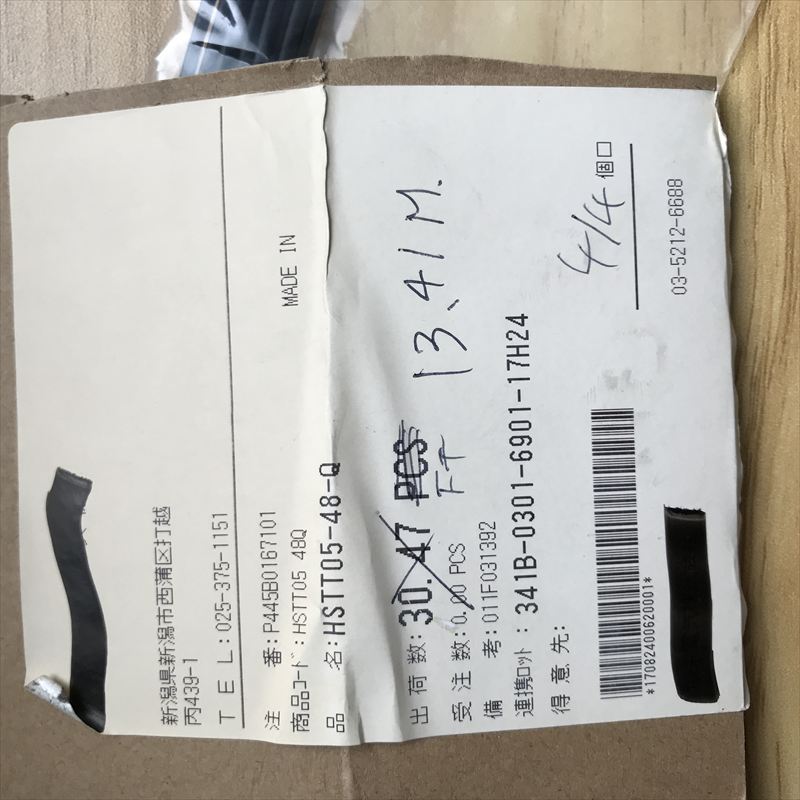 新潟県新潟市西蒲区打越
丙439-1
TEL:025-375-1151
注　番:P445B0167101
商品コード:HSTT05 48Q
MADE IN
品　名:HSTT05-48-Q
出荷数:30.47 PCS
FT
13.41M.
受注数:0.00 PCS
備　考:011F031392
連携ロット:341B-0301-6901-17H24
得意先:
4/4個口
*170824006200001*
03-5212-6688